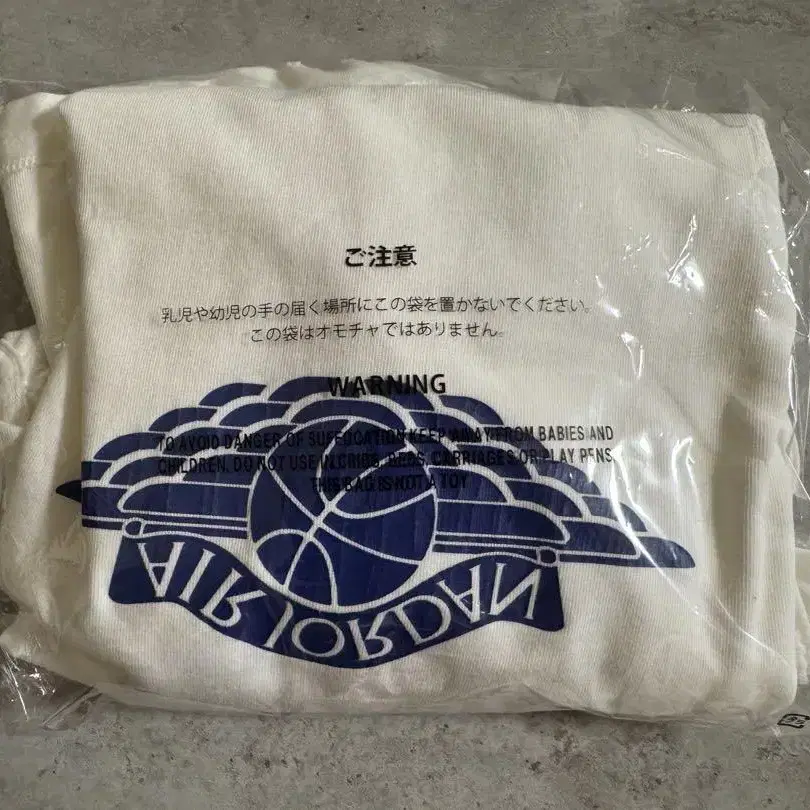 ご注意
乳児や幼児の手の届く場所にこの袋を置かないでください。
この袋はオモチャではありません。
WARNING
TO AVOID DANGER OF SUFFOCATION KEEP AWAY FROM BABIES AND
CHILDREN. DO NOT USE IN CRIBS, BEDS, CARRIAGES OR PLAY PENS.
THIS BAG IS NOT A TOY
AIR JORDAN